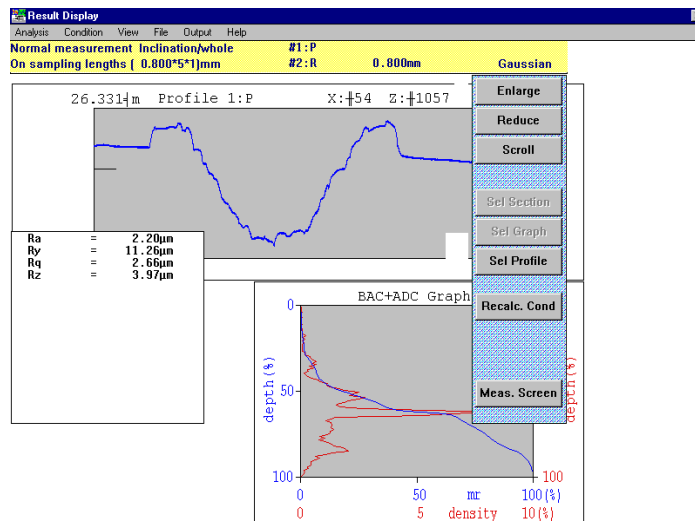 Result Display
Analysis Condition View File Output Help
Normal measurement Inclination/whole #1:P
On sampling lengths ( 0.800*5*1)mm #2:R 0.800mm Gaussian
26.331╡m Profile 1:P X:╫54 Z:╫1057
Enlarge
Reduce
Scroll
Sel Section
Sel Graph
Sel Profile
Recalc. Cond
Meas. Screen
Ra = 2.20µm
Ry = 11.26µm
Rq = 2.66µm
Rz = 3.97µm
BAC+ADC Graph
0
50
100
depth(%)
depth(%)
100
0 50 mr 100(%)
0 5 density 10(%)